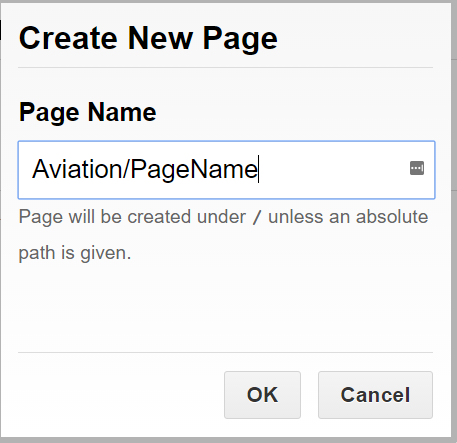 Create New Page
Page Name
Aviation/PageName
Page will be created under / unless an absolute
path is given.
OK Cancel